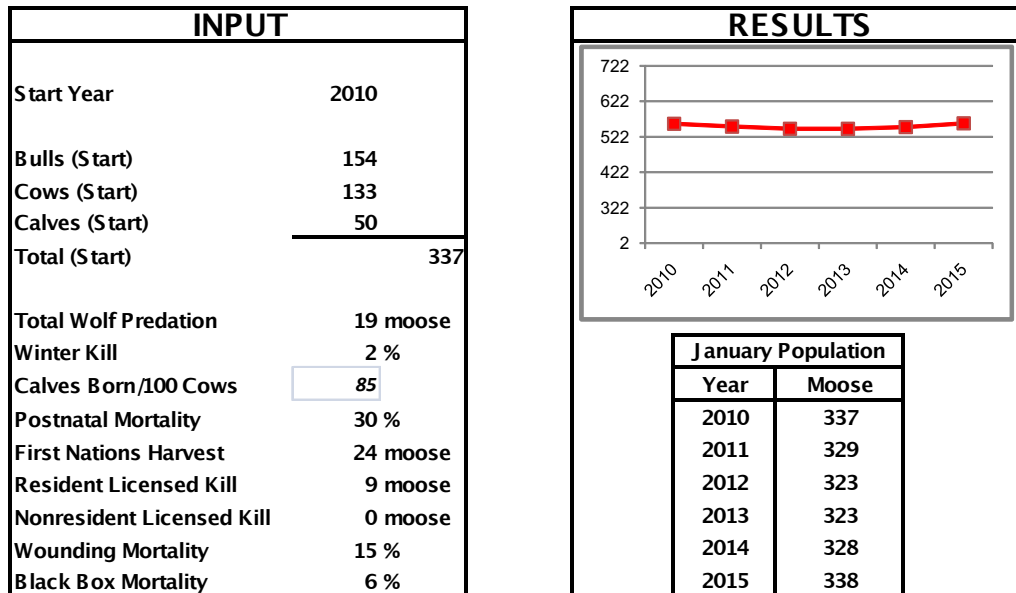 INPUT
Start Year 2010
Bulls (Start) 154
Cows (Start) 133
Calves (Start) 50
Total (Start) 337
Total Wolf Predation 19 moose
Winter Kill 2 %
Calves Born/100 Cows 85
Postnatal Mortality 30 %
First Nations Harvest 24 moose
Resident Licensed Kill 9 moose
Nonresident Licensed Kill 0 moose
Wounding Mortality 15 %
Black Box Mortality 6 %
RESULTS
722
622
522
422
322
2
2010 2011 2012 2013 2014 2015
January Population
Year Moose
2010 337
2011 329
2012 323
2013 323
2014 328
2015 338